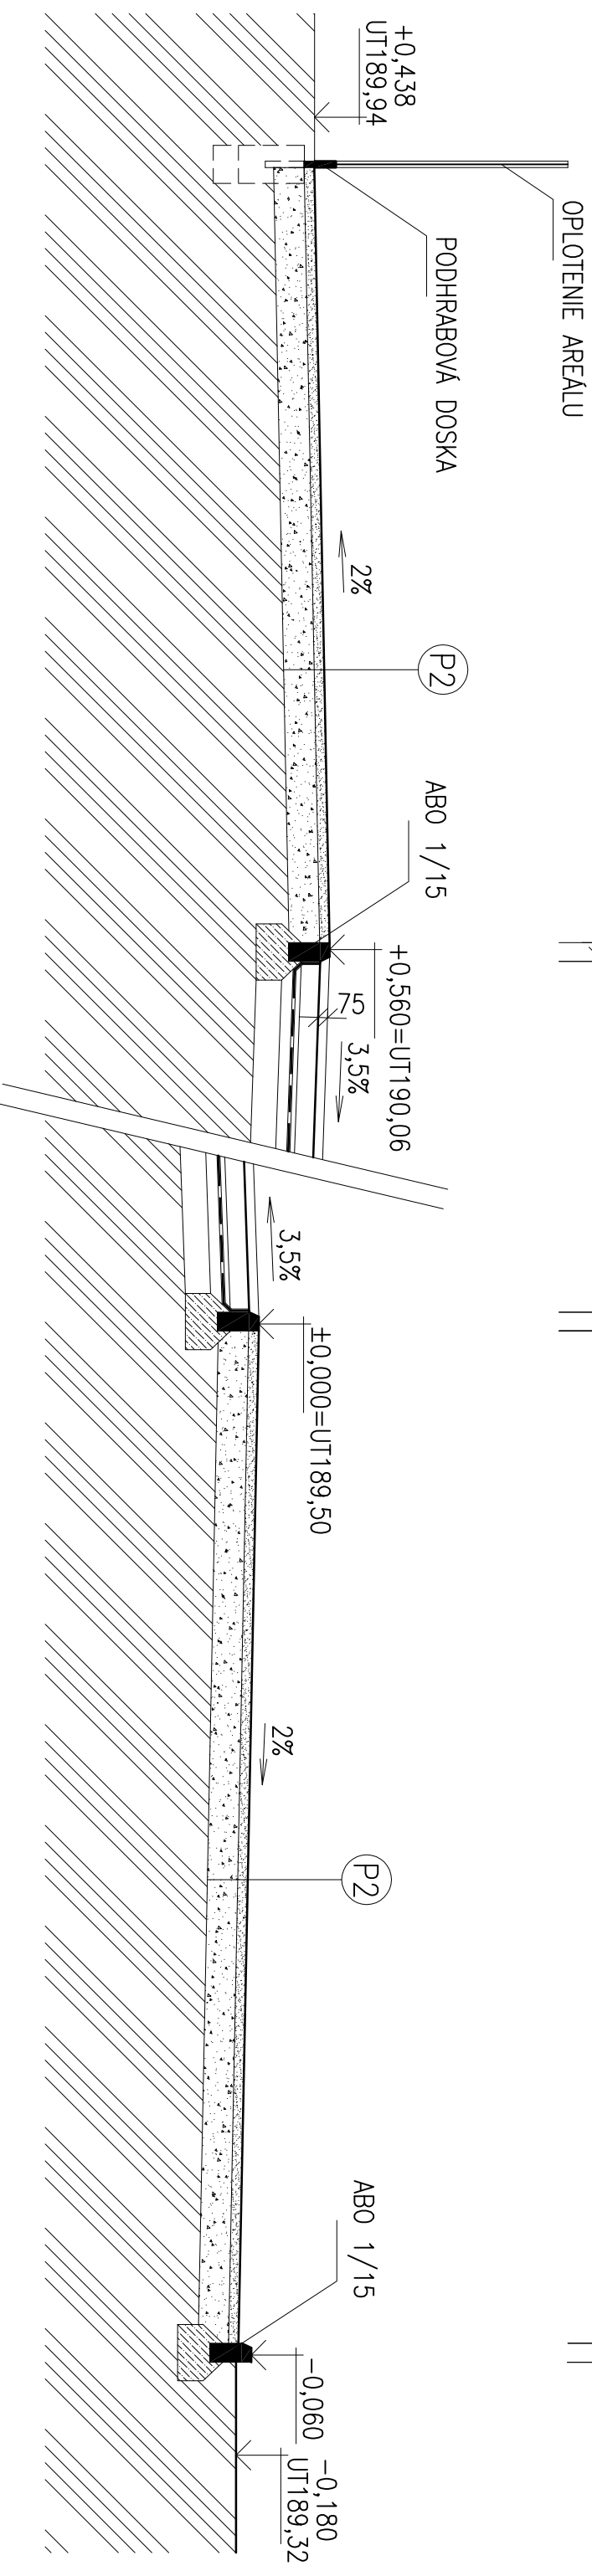 +0,438
UT189,94
OPLOTENIE AREÁLU
PODHRABOVÁ DOSKA
2%
P2
ABO 1/15
+0,560=UT190,06
75
3,5%
3,5%
±0,000=UT189,50
2%
P2
ABO 1/15
-0,060
-0,180
UT189,32